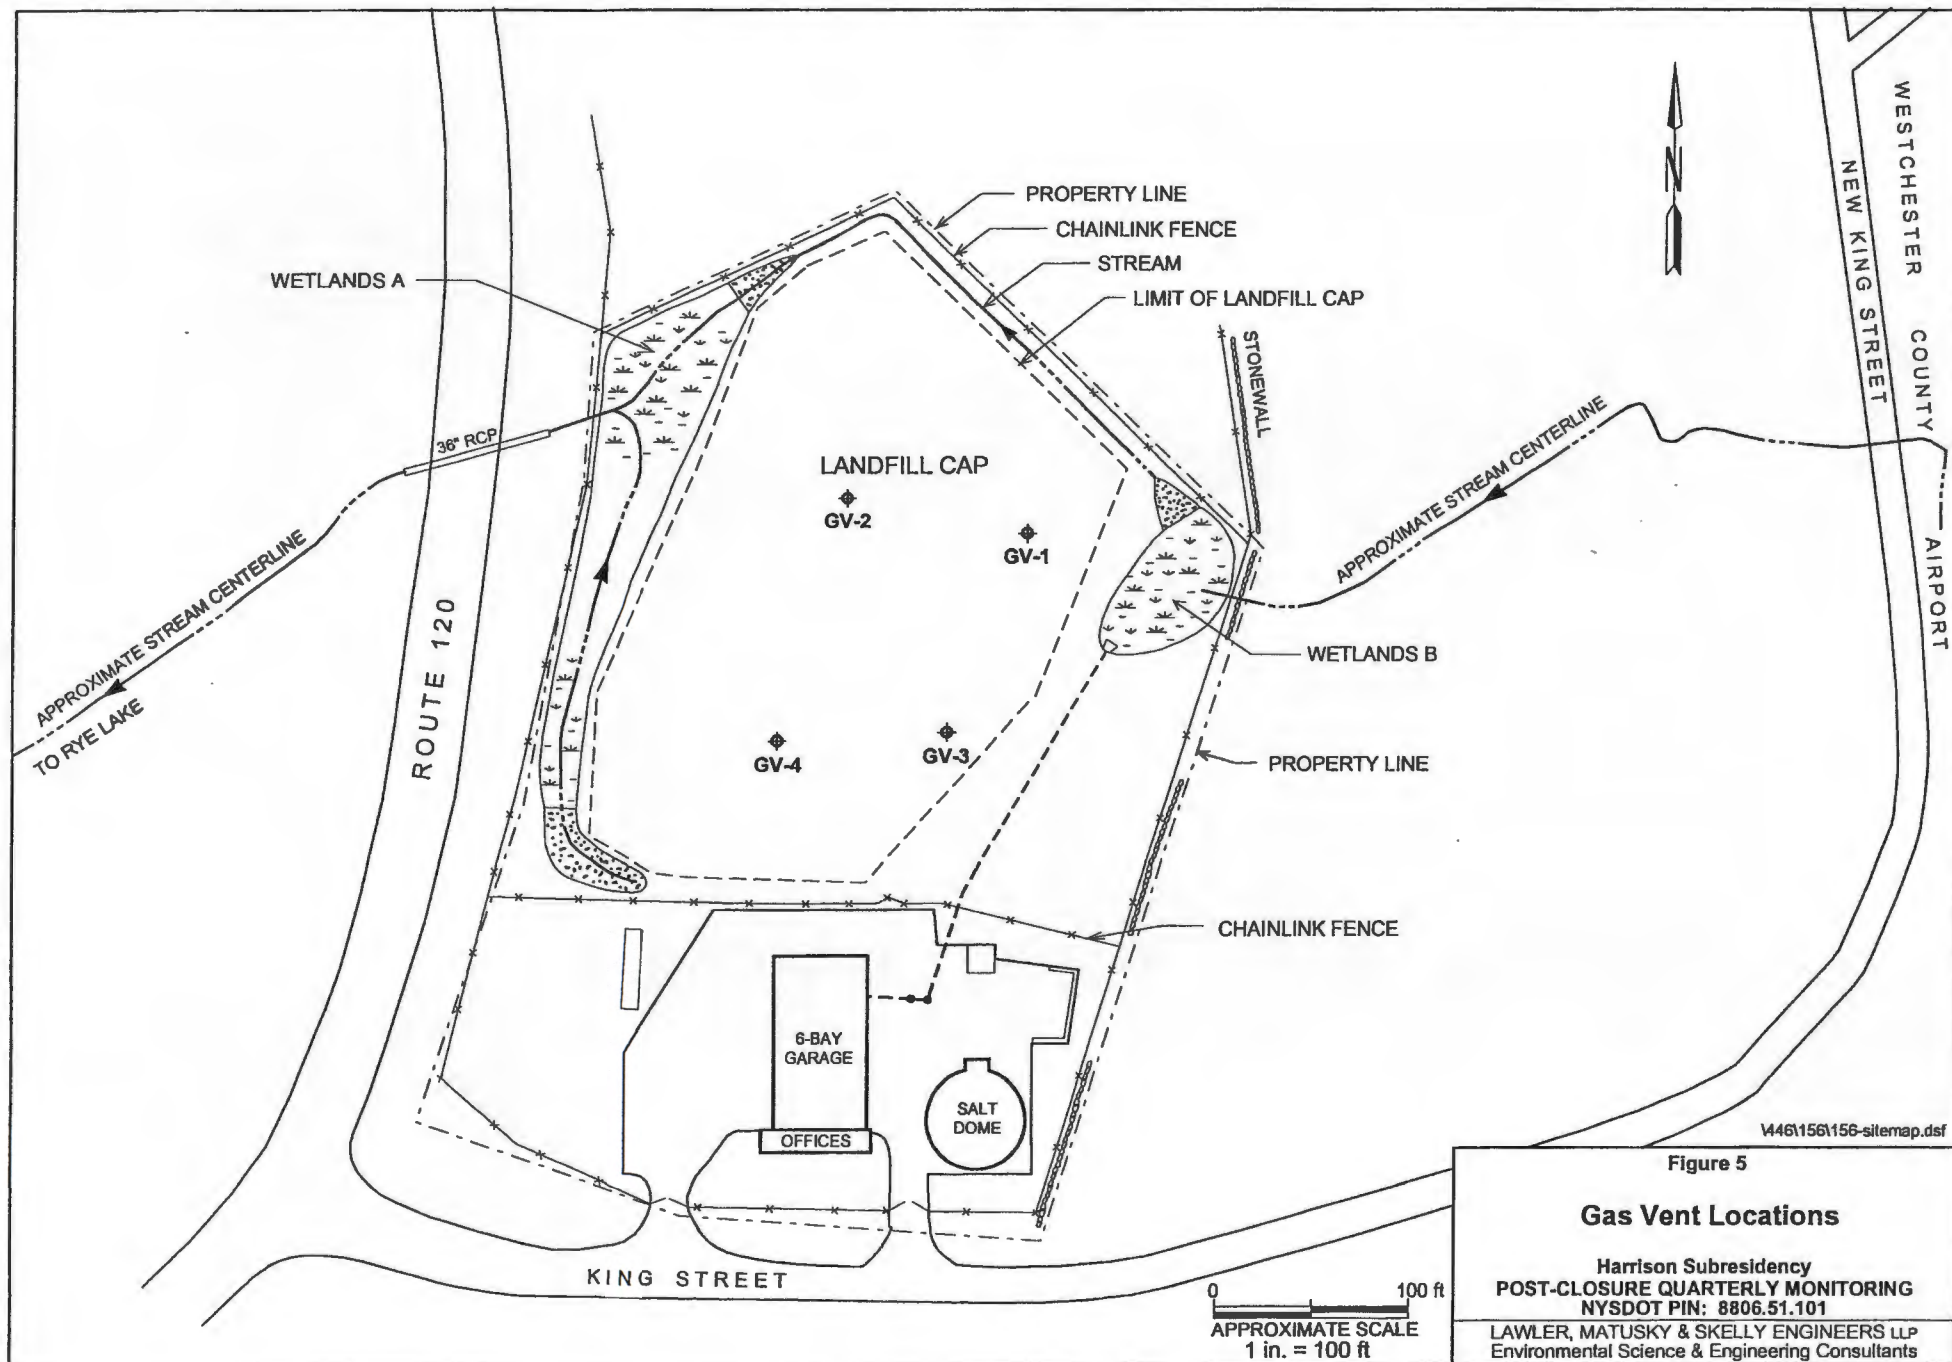 PROPERTY LINE
CHAINLINK FENCE
STREAM
LIMIT OF LANDFILL CAP
WETLANDS A
N
WESTCHESTER COUNTY AIRPORT
NEW KING STREET
STONEWALL
36" RCP
LANDFILL CAP
GV-2
GV-1
APPROXIMATE STREAM CENTERLINE
APPROXIMATE STREAM CENTERLINE
TO RYE LAKE
ROUTE 120
WETLANDS B
GV-4
GV-3
PROPERTY LINE
CHAINLINK FENCE
6-BAY
GARAGE
OFFICES
SALT
DOME
KING STREET
0 100 ft
APPROXIMATE SCALE
1 in. = 100 ft
\446\156\156-sitemap.dsf
Figure 5
Gas Vent Locations
Harrison Subresidency
POST-CLOSURE QUARTERLY MONITORING
NYSDOT PIN: 8806.51.101
LAWLER, MATUSKY & SKELLY ENGINEERS LLP
Environmental Science & Engineering Consultants